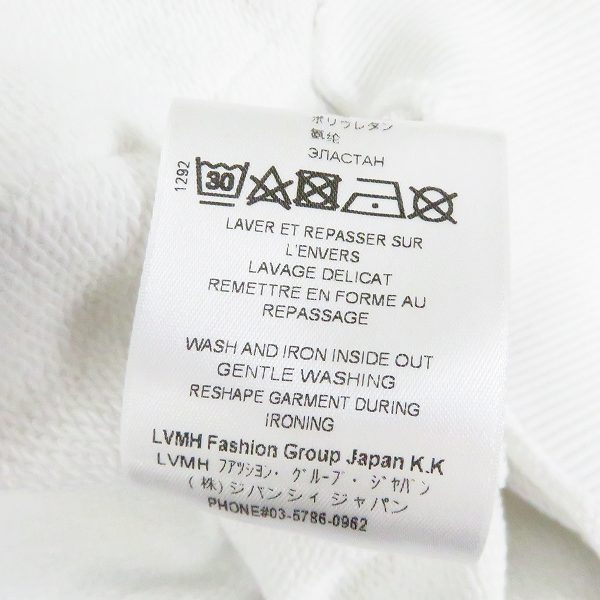 ポリウレタン
氨纶
ЭЛАСТАН
1292
30
LAVER ET REPASSER SUR
L'ENVERS
LAVAGE DELICAT
REMETTRE EN FORME AU
REPASSAGE
WASH AND IRON INSIDE OUT
GENTLE WASHING
RESHAPE GARMENT DURING
IRONING
LVMH Fashion Group Japan K.K
LVMH ファツシヨン・グループ・ジャパン
(株)ジバンシイ ジャパン
PHONE#03-5786-0962